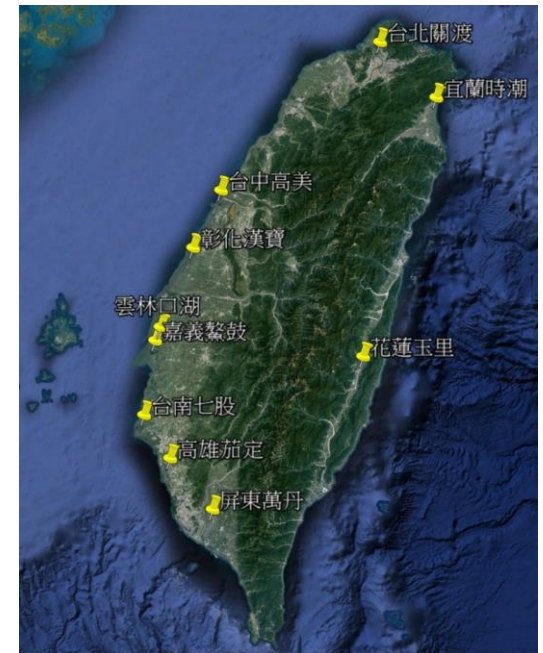 台北關渡
宜蘭時潮
台中高美
彰化漢寶
雲林口湖
嘉義鰲鼓
花蓮玉里
台南七股
高雄茄定
屏東萬丹